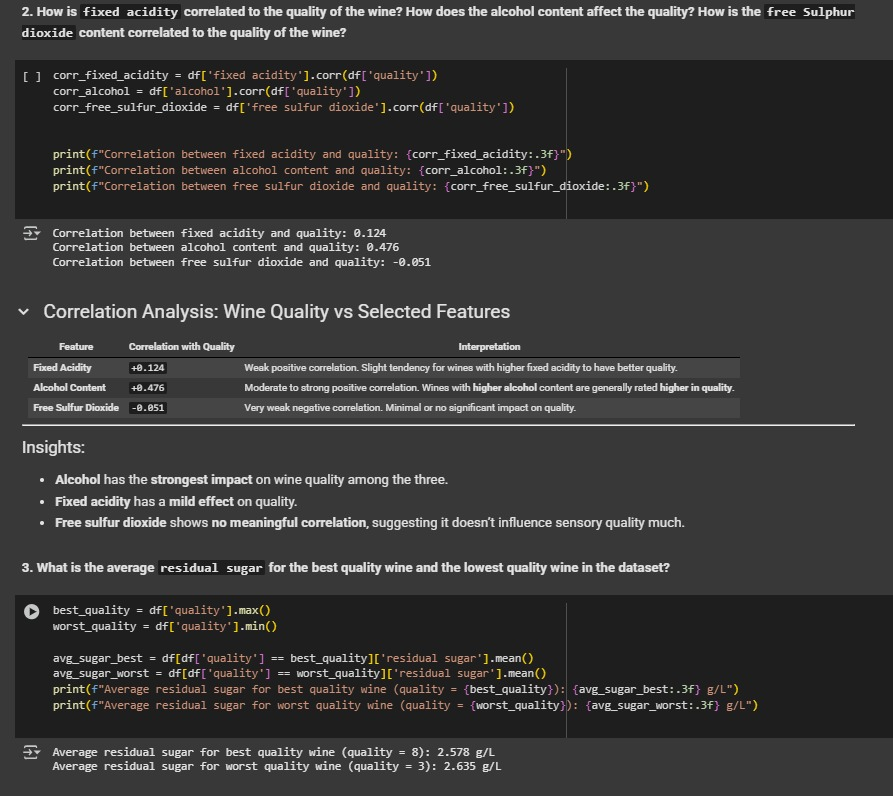 2. How is fixed acidity correlated to the quality of the wine? How does the alcohol content affect the quality? How is the free Sulphur
dioxide content correlated to the quality of the wine?
[ ] corr_fixed_acidity = df['fixed acidity'].corr(df['quality'])
corr_alcohol = df['alcohol'].corr(df['quality'])
corr_free_sulfur_dioxide = df['free sulfur dioxide'].corr(df['quality'])
print(f"Correlation between fixed acidity and quality: {corr_fixed_acidity:.3f}")
print(f"Correlation between alcohol content and quality: {corr_alcohol:.3f}")
print(f"Correlation between free sulfur dioxide and quality: {corr_free_sulfur_dioxide:.3f}")
Correlation between fixed acidity and quality: 0.124
Correlation between alcohol content and quality: 0.476
Correlation between free sulfur dioxide and quality: -0.051
Correlation Analysis: Wine Quality vs Selected Features
Feature Correlation with Quality Interpretation
Fixed Acidity +0.124 Weak positive correlation. Slight tendency for wines with higher fixed acidity to have better quality.
Alcohol Content +0.476 Moderate to strong positive correlation. Wines with higher alcohol content are generally rated higher in quality.
Free Sulfur Dioxide -0.051 Very weak negative correlation. Minimal or no significant impact on quality.
Insights:
• Alcohol has the strongest impact on wine quality among the three.
• Fixed acidity has a mild effect on quality.
• Free sulfur dioxide shows no meaningful correlation, suggesting it doesn't influence sensory quality much.
3. What is the average residual sugar for the best quality wine and the lowest quality wine in the dataset?
best_quality = df['quality'].max()
worst_quality = df['quality'].min()
avg_sugar_best = df[df['quality'] == best_quality]['residual sugar'].mean()
avg_sugar_worst = df[df['quality'] == worst_quality]['residual sugar'].mean()
print(f"Average residual sugar for best quality wine (quality = {best_quality}): {avg_sugar_best:.3f} g/L")
print(f"Average residual sugar for worst quality wine (quality = {worst_quality}): {avg_sugar_worst:.3f} g/L")
Average residual sugar for best quality wine (quality = 8): 2.578 g/L
Average residual sugar for worst quality wine (quality = 3): 2.635 g/L